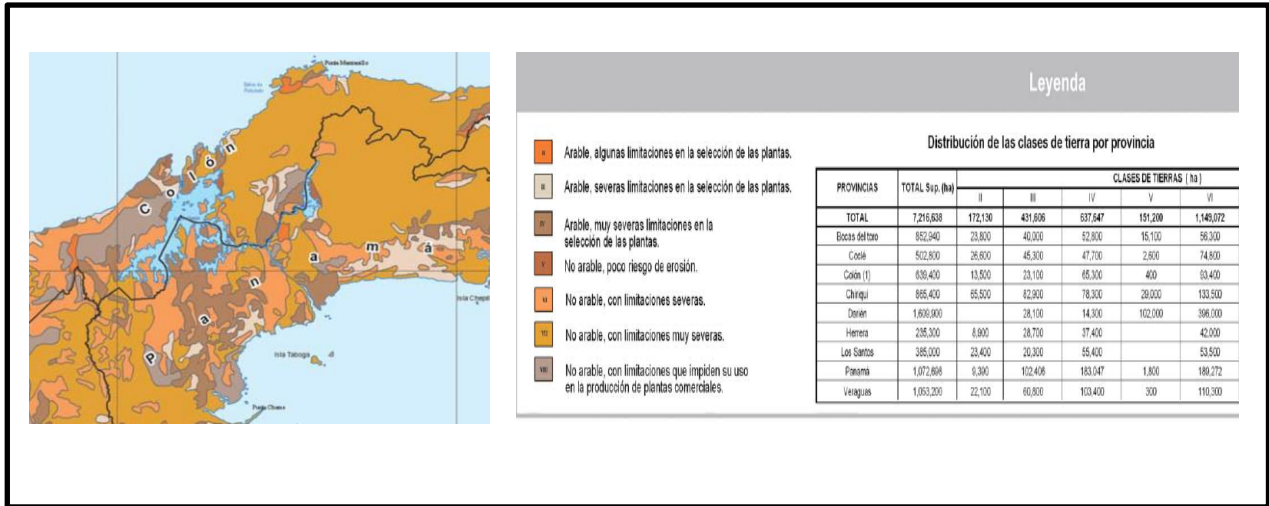 Punta Manzanillo
Colón
Panamá
Isla Taboga
Punta Chame
Leyenda
II Arable, algunas limitaciones en la selección de las plantas.
III Arable, severas limitaciones en la selección de las plantas.
IV Arable, muy severas limitaciones en la
selección de las plantas.
V No arable, poco riesgo de erosión.
VI No arable, con limitaciones severas.
VII No arable, con limitaciones muy severas.
VIII No arable, con limitaciones que impiden su uso
en la producción de plantas comerciales.
Distribución de las clases de tierra por provincia
PROVINCIAS TOTAL Sup. (ha) CLASES DE TIERRAS ( ha )
II III IV V VI
TOTAL 7,216,638 172,130 431,606 637,647 151,200 1,149,072
Bocas del toro 852,940 23,800 40,000 52,800 15,100 56,300
Coclé 502,800 26,600 45,300 47,700 2,600 74,800
Colón (1) 639,400 13,500 23,100 65,300 400 93,400
Chiriquí 865,400 65,500 82,900 78,300 29,000 133,500
Darién 1,609,900 28,100 14,300 102,000 396,000
Herrera 235,300 8,900 28,700 37,400 42,000
Los Santos 385,000 23,400 20,300 55,400 53,500
Panamá 1,072,698 9,390 102,406 183,047 1,800 189,272
Veraguas 1,053,200 22,100 60,800 103,400 300 110,300